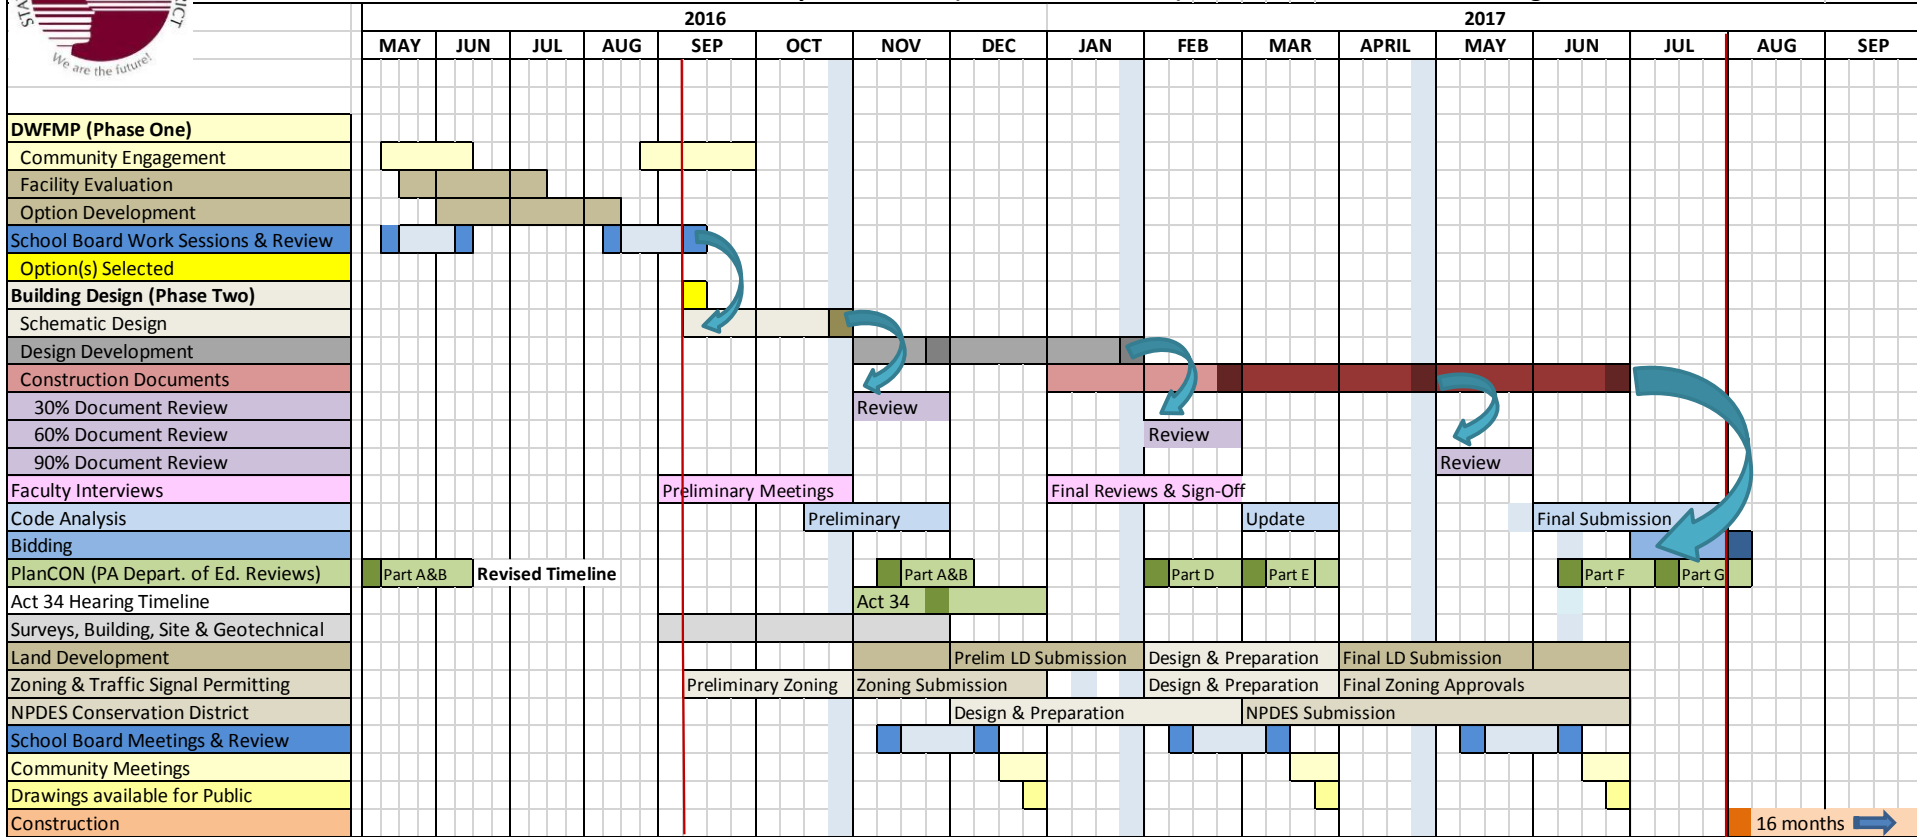 STA
ICT
We are the future!
2016 2017
MAY JUN JUL AUG SEP OCT NOV DEC JAN FEB MAR APRIL MAY JUN JUL AUG SEP
DWFMP (Phase One)
Community Engagement
Facility Evaluation
Option Development
School Board Work Sessions & Review
Option(s) Selected
Building Design (Phase Two)
Schematic Design
Design Development
Construction Documents
30% Document Review Review
60% Document Review Review
90% Document Review Review
Faculty Interviews Preliminary Meetings Final Reviews & Sign-Off
Code Analysis Preliminary Update Final Submission
Bidding
PlanCON (PA Depart. of Ed. Reviews) Part A&B Revised Timeline Part A&B Part D Part E Part F Part G
Act 34 Hearing Timeline Act 34
Surveys, Building, Site & Geotechnical
Land Development Prelim LD Submission Design & Preparation Final LD Submission
Zoning & Traffic Signal Permitting Preliminary Zoning Zoning Submission Design & Preparation Final Zoning Approvals
NPDES Conservation District Design & Preparation NPDES Submission
School Board Meetings & Review
Community Meetings
Drawings available for Public
Construction 16 months